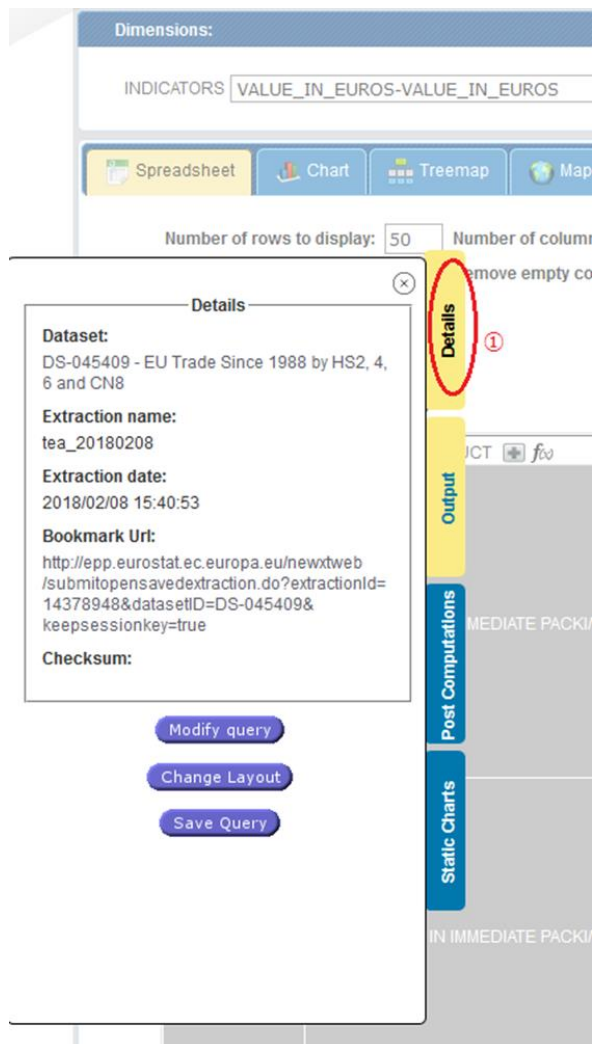 Dimensions:
INDICATORS VALUE_IN_EUROS-VALUE_IN_EUROS
Spreadsheet Chart Treemap Map
Number of rows to display: 50 Number of column
emove empty co
Details
①
Details
Dataset:
DS-045409 - EU Trade Since 1988 by HS2, 4,
6 and CN8
Extraction name:
tea_20180208
Extraction date:
2018/02/08 15:40:53
Bookmark Url:
http://epp.eurostat.ec.europa.eu/newxtweb
/submitopensavedextraction.do?extractionId=
14378948&datasetID=DS-045409&
keepsessionkey=true
Checksum:
Modify query
Change Layout
Save Query
Output
Post Computations
Static Charts
UCT f(x)
MEDIATE PACKI
IN IMMEDIATE PACKI